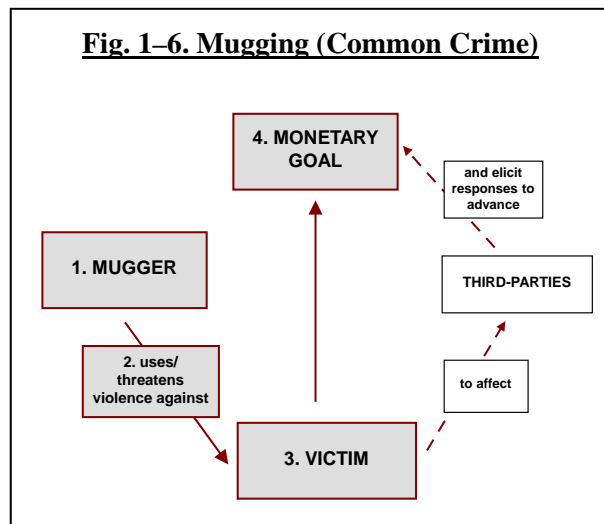 Fig. 1–6. Mugging (Common Crime)
4. MONETARY
GOAL
and elicit
responses to
advance
1. MUGGER
THIRD-PARTIES
2. uses/
threatens
violence against
to affect
3. VICTIM